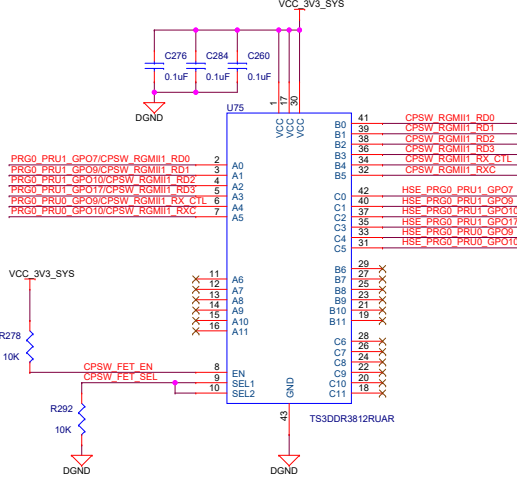 VCC_3V3_SYS
C276
C284
C260
0.1uF
0.1uF
0.1uF
DGND
U75
1
17
30
VCC
VCC
VCC
PRG0_PRU1_GPO7/CPSW_RGMII1_RD0 2 A0
PRG0_PRU1_GPO9/CPSW_RGMII1_RD1 3 A1
PRG0_PRU1_GPO10/CPSW_RGMII1_RD2 4 A2
PRG0_PRU1_GPO17/CPSW_RGMII1_RD3 5 A3
PRG0_PRU0_GPO9/CPSW_RGMII1_RX_CTL 6 A4
PRG0_PRU0_GPO10/CPSW_RGMII1_RXC 7 A5
B0 41 CPSW_RGMII1_RD0
B1 39 CPSW_RGMII1_RD1
B2 38 CPSW_RGMII1_RD2
B3 36 CPSW_RGMII1_RD3
B4 34 CPSW_RGMII1_RX_CTL
B5 32 CPSW_RGMII1_RXC
C0 42 HSE_PRG0_PRU1_GPO7
C1 40 HSE_PRG0_PRU1_GPO9
C2 37 HSE_PRG0_PRU1_GPO10
C3 35 HSE_PRG0_PRU1_GPO17
C4 33 HSE_PRG0_PRU0_GPO9
C5 31 HSE_PRG0_PRU0_GPO10
VCC_3V3_SYS
11 A6
12 A7
13 A8
14 A9
15 A10
16 A11
B6 29
B7 27
B8 25
B9 23
B10 21
B11 19
C6 28
C7 26
C8 24
C9 22
C10 20
C11 18
R278
10K
CPSW_FET_EN 8 EN
CPSW_FET_SEL 9 SEL1
10 SEL2
GND
43
TS3DDR3812RUAR
R292
10K
DGND
DGND